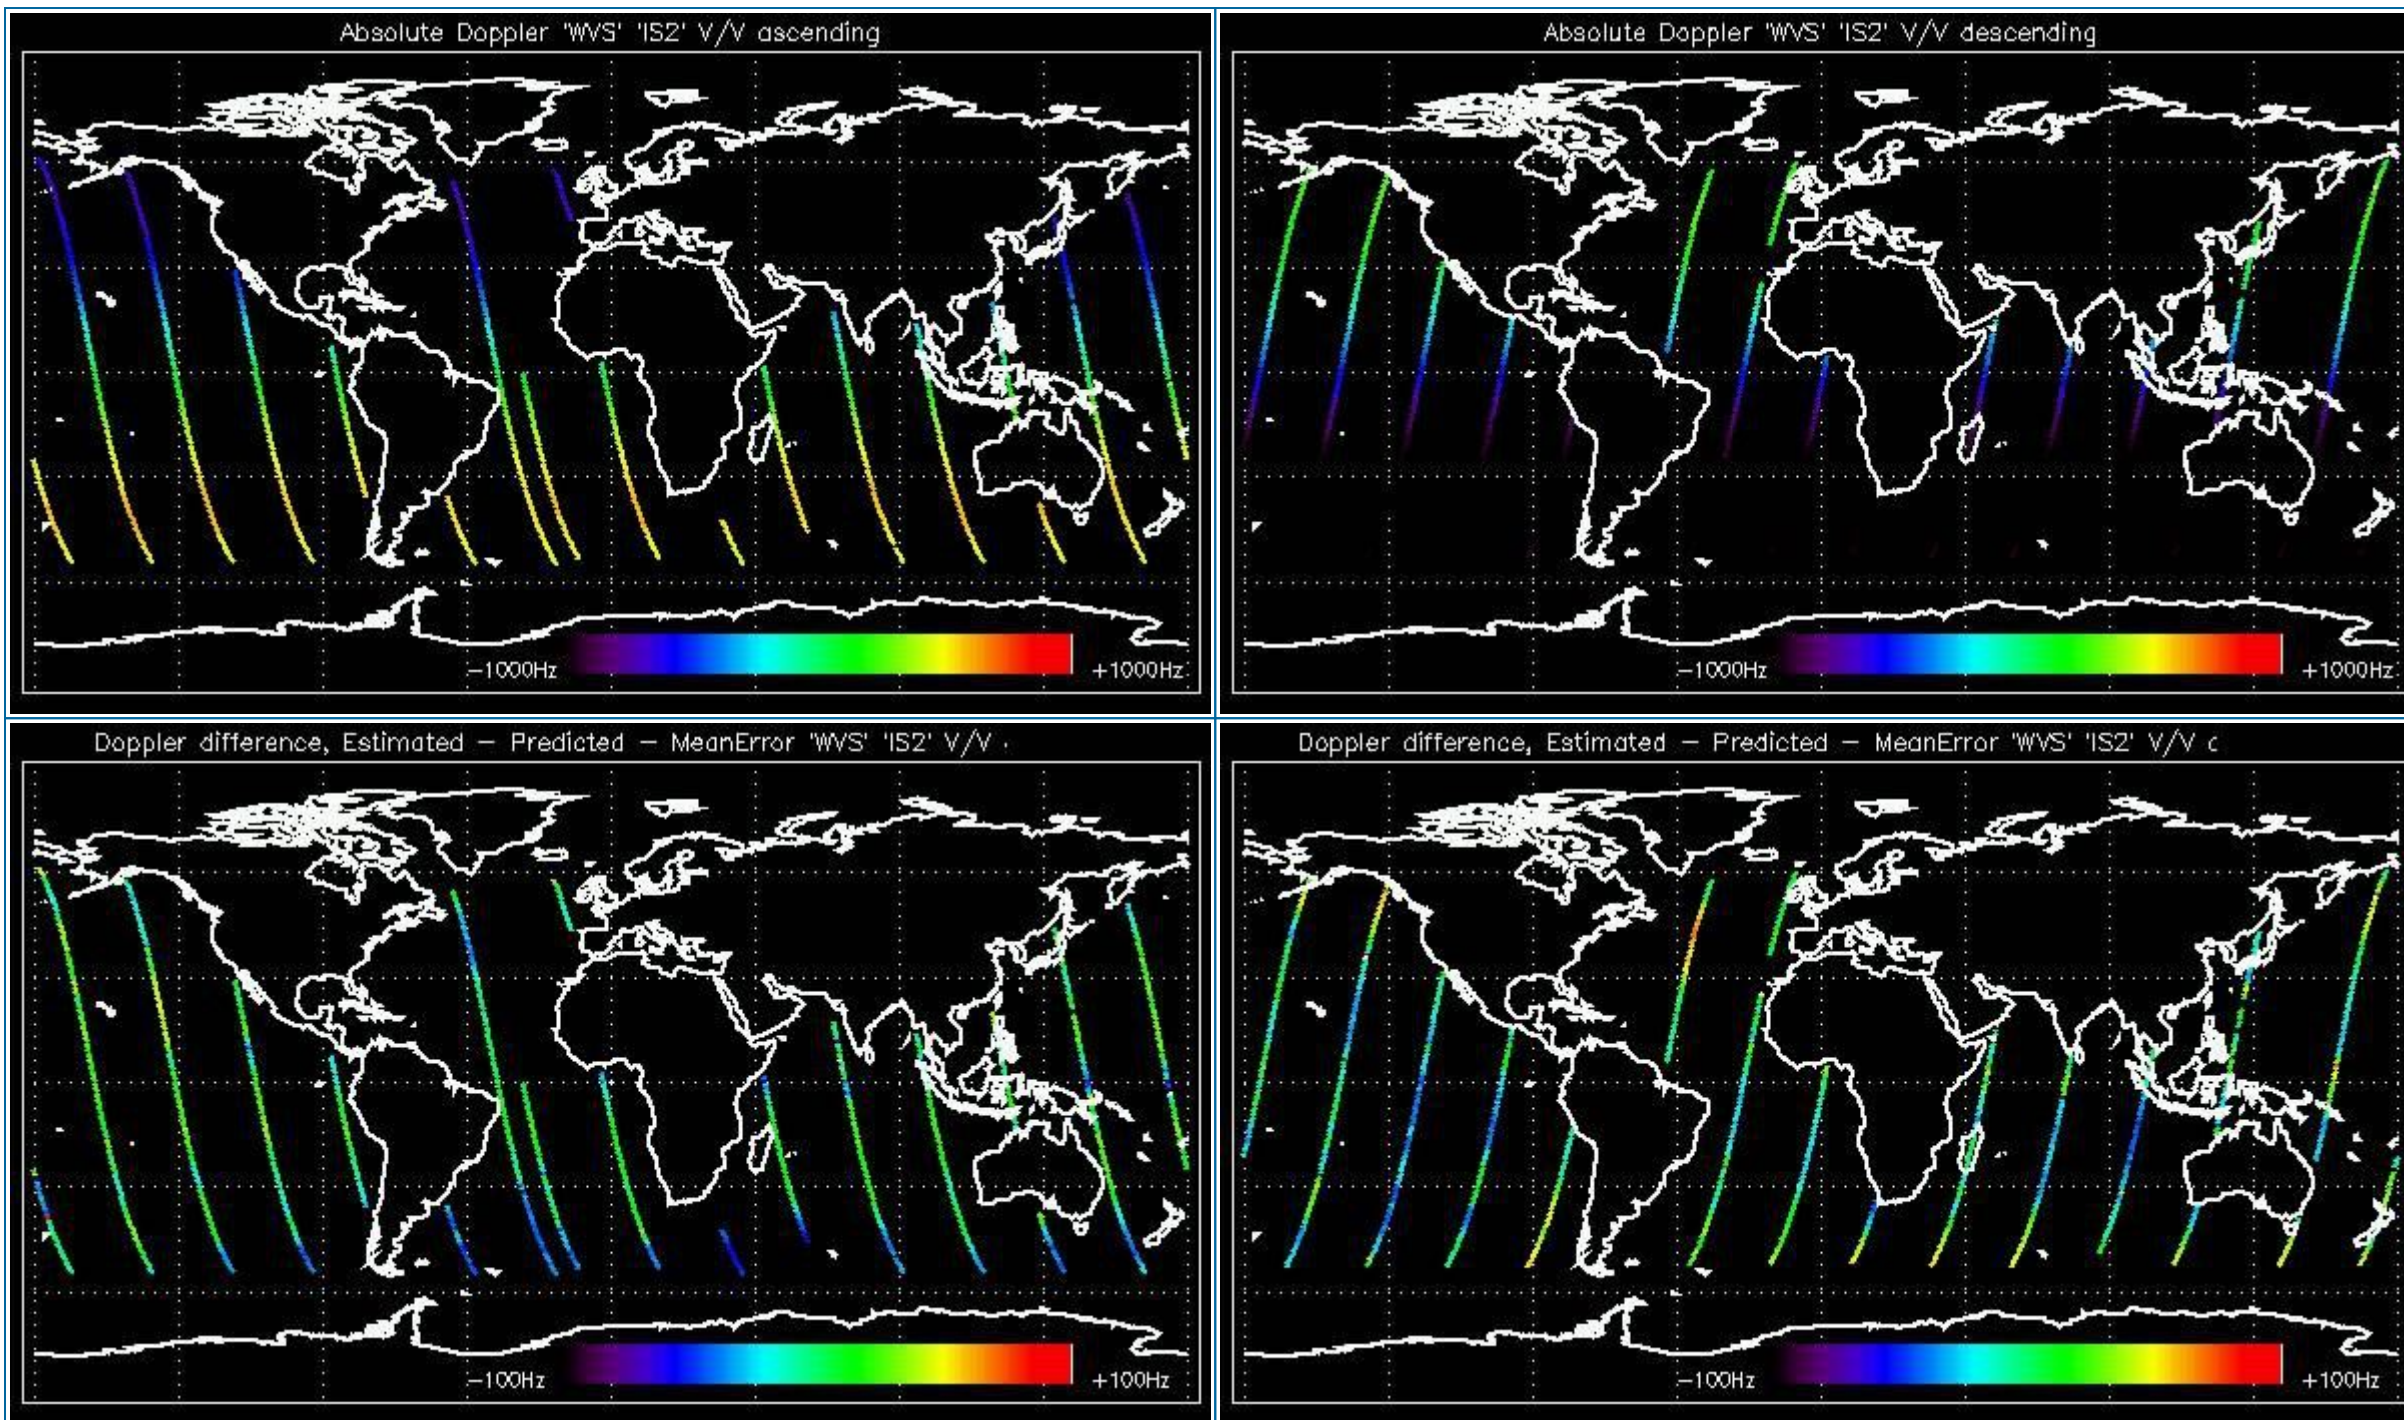 Absolute Doppler 'WVS' 'IS2' V/V ascending
-1000Hz +1000Hz
Absolute Doppler 'WVS' 'IS2' V/V descending
-1000Hz +1000Hz
Doppler difference, Estimated - Predicted - MeanError 'WVS' 'IS2' V/V
-100Hz +100Hz
Doppler difference, Estimated - Predicted - MeanError 'WVS' 'IS2' V/V c
-100Hz +100Hz